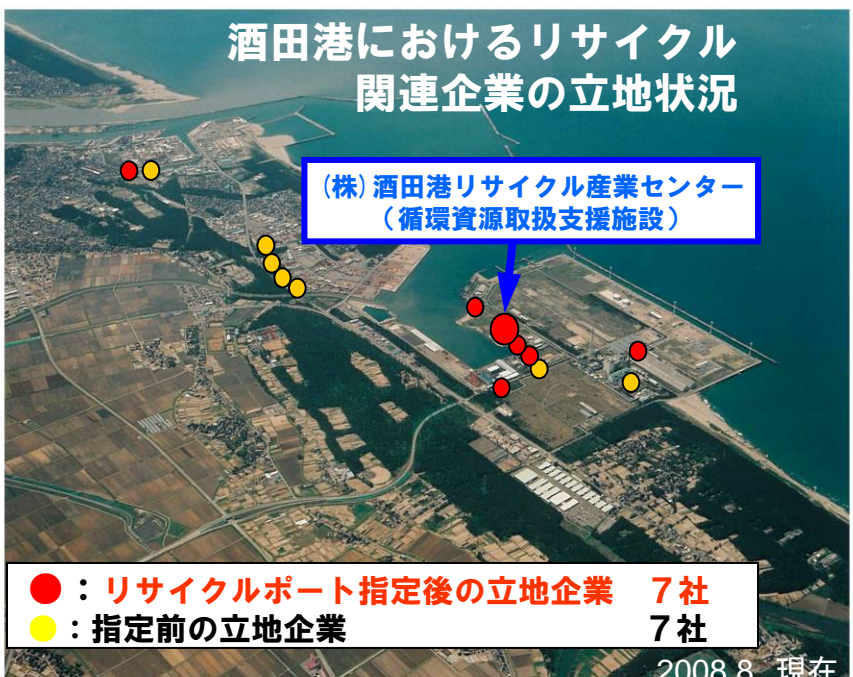 酒田港におけるリサイクル
関連企業の立地状況
(株)酒田港リサイクル産業センター
（循環資源取扱支援施設）
：リサイクルポート指定後の立地企業　７社
：指定前の立地企業　７社
2008.8 現在